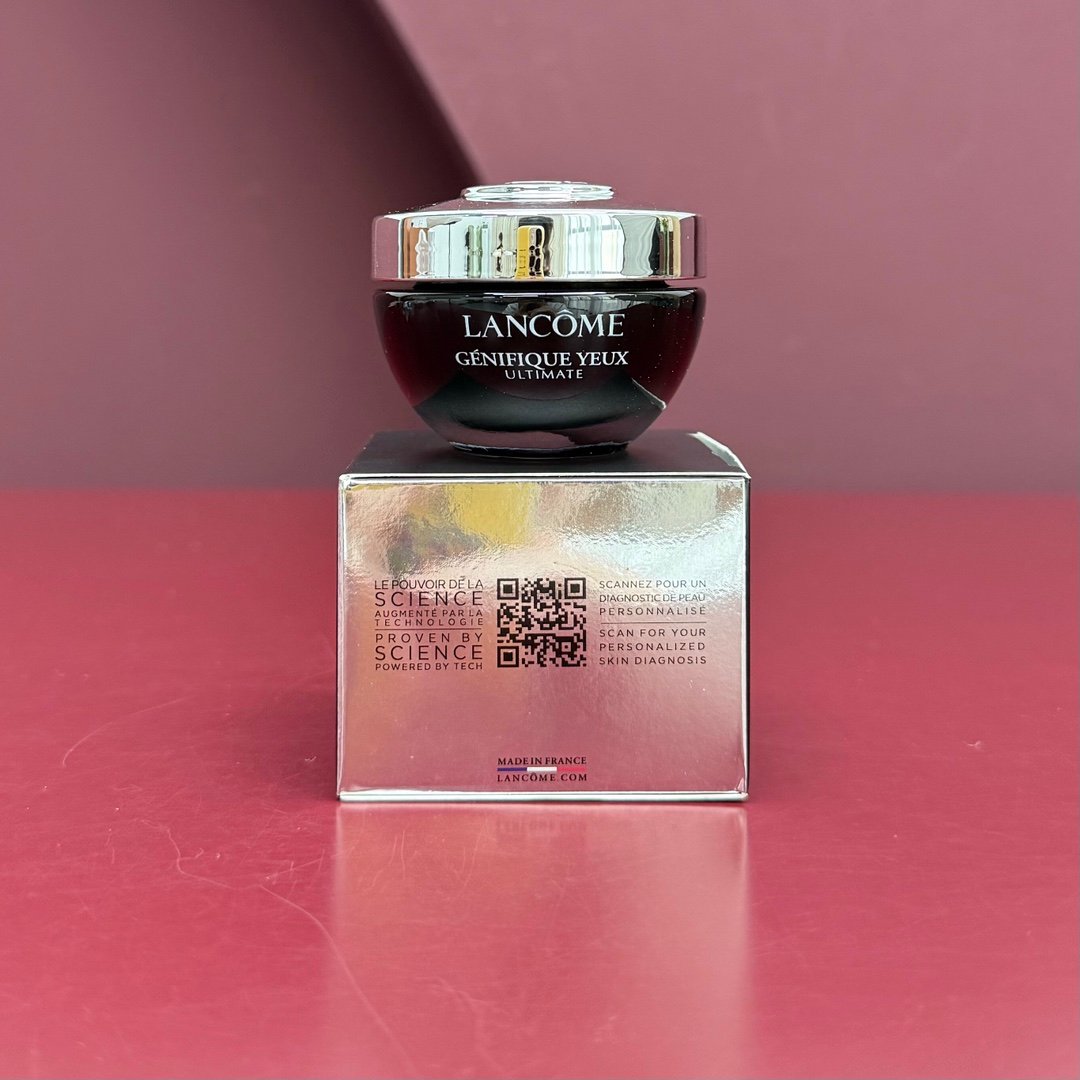 LANCÔME
GÉNIFIQUE YEUX
ULTIMATE
LE POUVOIR DE LA
SCIENCE
AUGMENTÉ PAR LA
TECHNOLOGIE
PROVEN BY
SCIENCE
POWERED BY TECH
SCANNEZ POUR UN
DIAGNOSTIC DE PEAU
PERSONNALISÉ
SCAN FOR YOUR
PERSONALIZED
SKIN DIAGNOSIS
MADE IN FRANCE
LANCÔME.COM